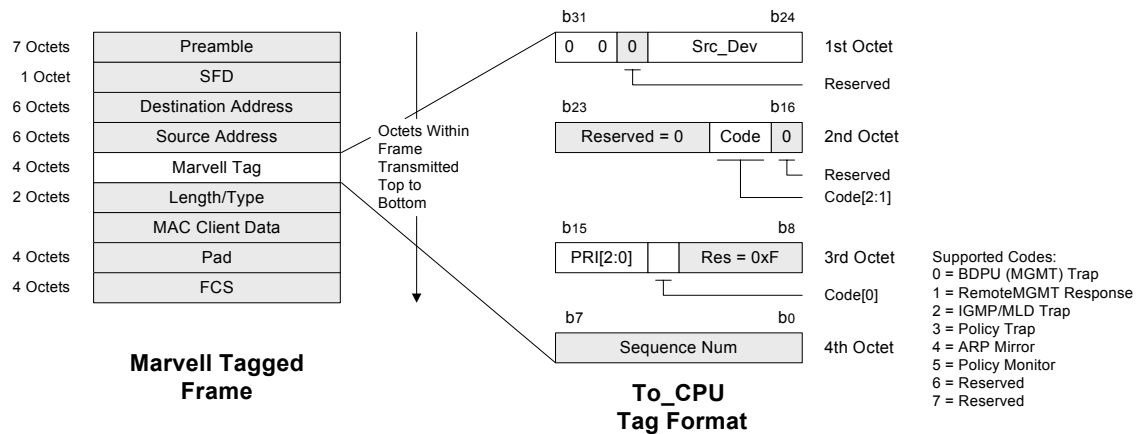 7 Octets Preamble
1 Octet SFD
6 Octets Destination Address
6 Octets Source Address
4 Octets Marvell Tag
2 Octets Length/Type
MAC Client Data
4 Octets Pad
4 Octets FCS
Marvell Tagged
Frame
Octets Within
Frame
Transmitted
Top to
Bottom
b31 b24
0 0 0 Src_Dev 1st Octet
Reserved
b23 b16
Reserved = 0 Code 0 2nd Octet
Reserved
Code[2:1]
b15 b8
PRI[2:0] Res = 0xF 3rd Octet
Code[0]
b7 b0
Sequence Num 4th Octet
To_CPU
Tag Format
Supported Codes:
0 = BDPU (MGMT) Trap
1 = RemoteMGMT Response
2 = IGMP/MLD Trap
3 = Policy Trap
4 = ARP Mirror
5 = Policy Monitor
6 = Reserved
7 = Reserved